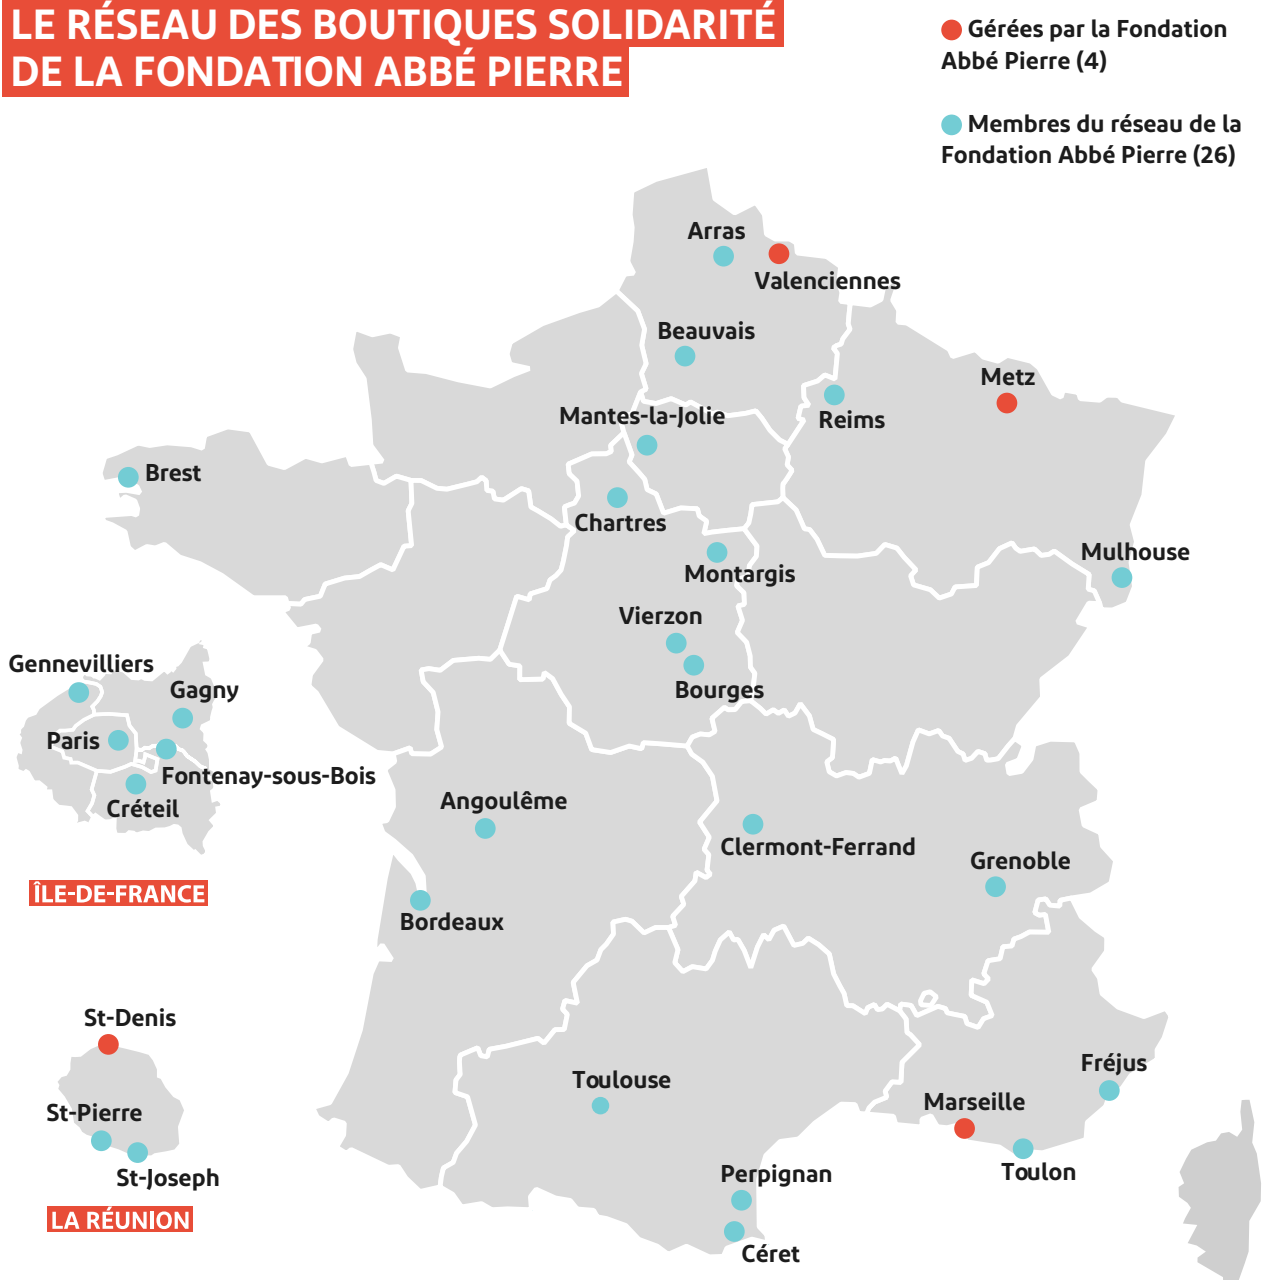 LE RÉSEAU DES BOUTIQUES SOLIDARITÉ
DE LA FONDATION ABBÉ PIERRE
Gérées par la Fondation
Abbé Pierre (4)
Membres du réseau de la
Fondation Abbé Pierre (26)
Arras
Valenciennes
Beauvais
Metz
Mantes-la-Jolie
Reims
Brest
Chartres
Mulhouse
Montargis
Vierzon
Bourges
Gennevilliers
Gagny
Paris
Fontenay-sous-Bois
Créteil
ÎLE-DE-FRANCE
Angoulême
Clermont-Ferrand
Grenoble
Bordeaux
St-Denis
St-Pierre
St-Joseph
LA RÉUNION
Toulouse
Fréjus
Marseille
Toulon
Perpignan
Céret